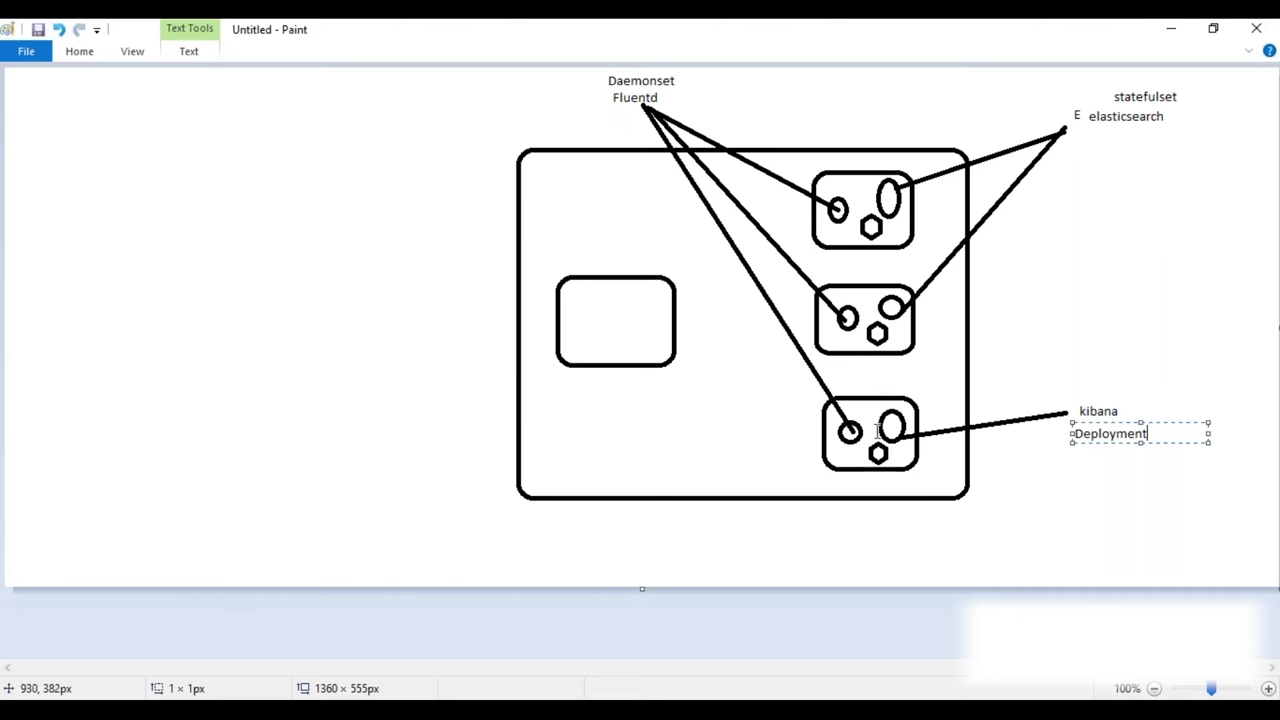 Text Tools
Untitled - Paint
File
Home
View
Text
Daemonset
Fluentd
statefulset
E elasticsearch
kibana
Deployment
930, 382px
1 × 1px
1360 × 555px
100%